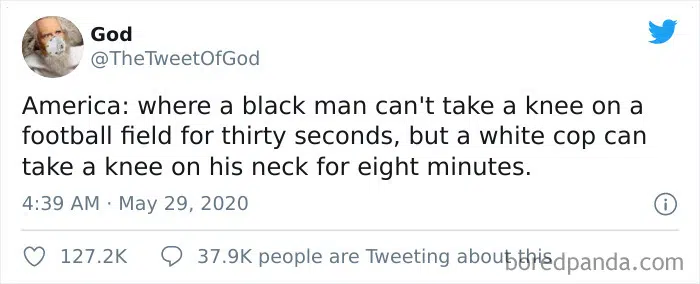 God
@TheTweetOfGod
America: where a black man can't take a knee on a
football field for thirty seconds, but a white cop can
take a knee on his neck for eight minutes.
4:39 AM · May 29, 2020
127.2K 37.9K people are Tweeting about this
boredpanda.com